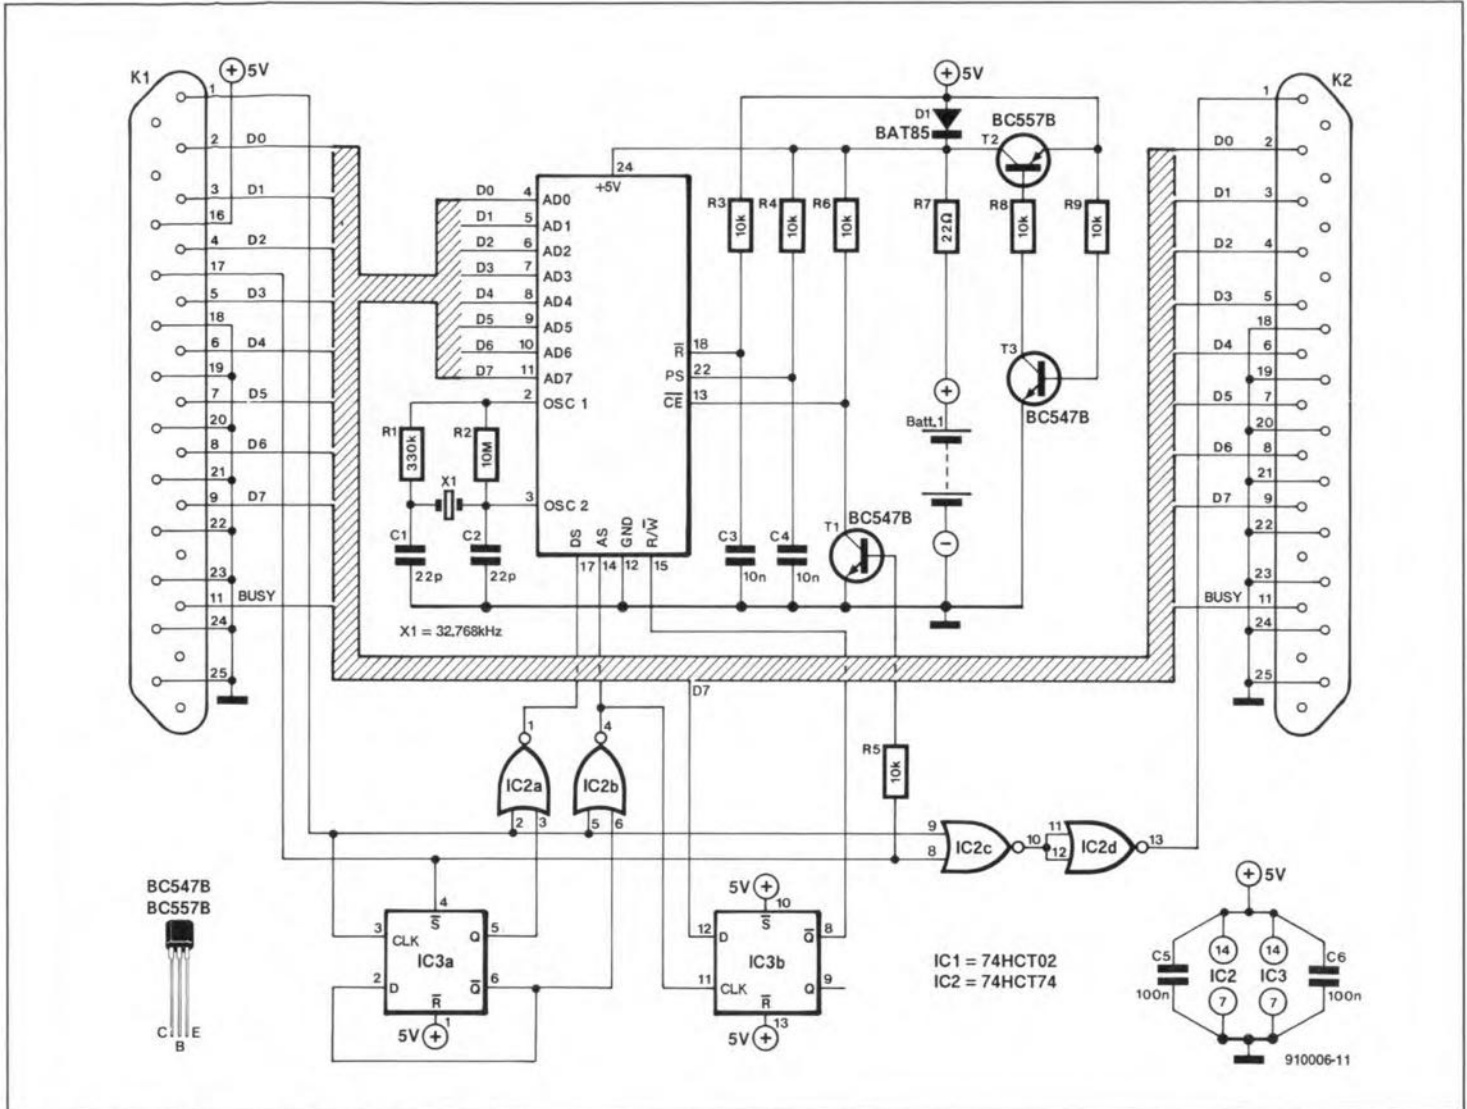 K1
5V
1
2 D0
3 D1
16
4 D2
17
5 D3
18
6 D4
19
7 D5
20
8 D6
21
9 D7
22
23
11 BUSY
24
25
24
+5V
D0 4 AD0
D1 5 AD1
D2 6 AD2
D3 7 AD3
D4 8 AD4
D5 9 AD5
D6 10 AD6
D7 11 AD7
2 OSC 1
3 OSC 2
R 18
PS 22
CE 13
DS AS GND R/W
17 14 12 15
R1 330k
R2 10M
X1
C1 22p
C2 22p
X1 = 32.768kHz
5V
D1
BAT85
BC557B
T2
R3 10k
R4 10k
R6 10k
R7 22Ω
R8 10k
R9 10k
T3
BC547B
Batt.1
T1
BC547B
C3 10n
C4 10n
K2
1
D0 2
D1 3
D2 4
D3 5
18
D4 6
19
D5 7
20
D6 8
21
D7 9
22
23
BUSY 11
24
25
D7
1
IC2a
2 3
4
IC2b
5 6
R5 10k
9
8
IC2c
10
11
12
IC2d
13
BC547B
BC557B
C B E
4
S
3 CLK Q 5
IC3a
2 D Q 6
R
5V 1
5V 10
S
12 D Q 8
IC3b
11 CLK Q 9
R
5V 13
IC1 = 74HCT02
IC2 = 74HCT74
5V
C5 100n
14 14
IC2 IC3
7 7
C6 100n
910006-11